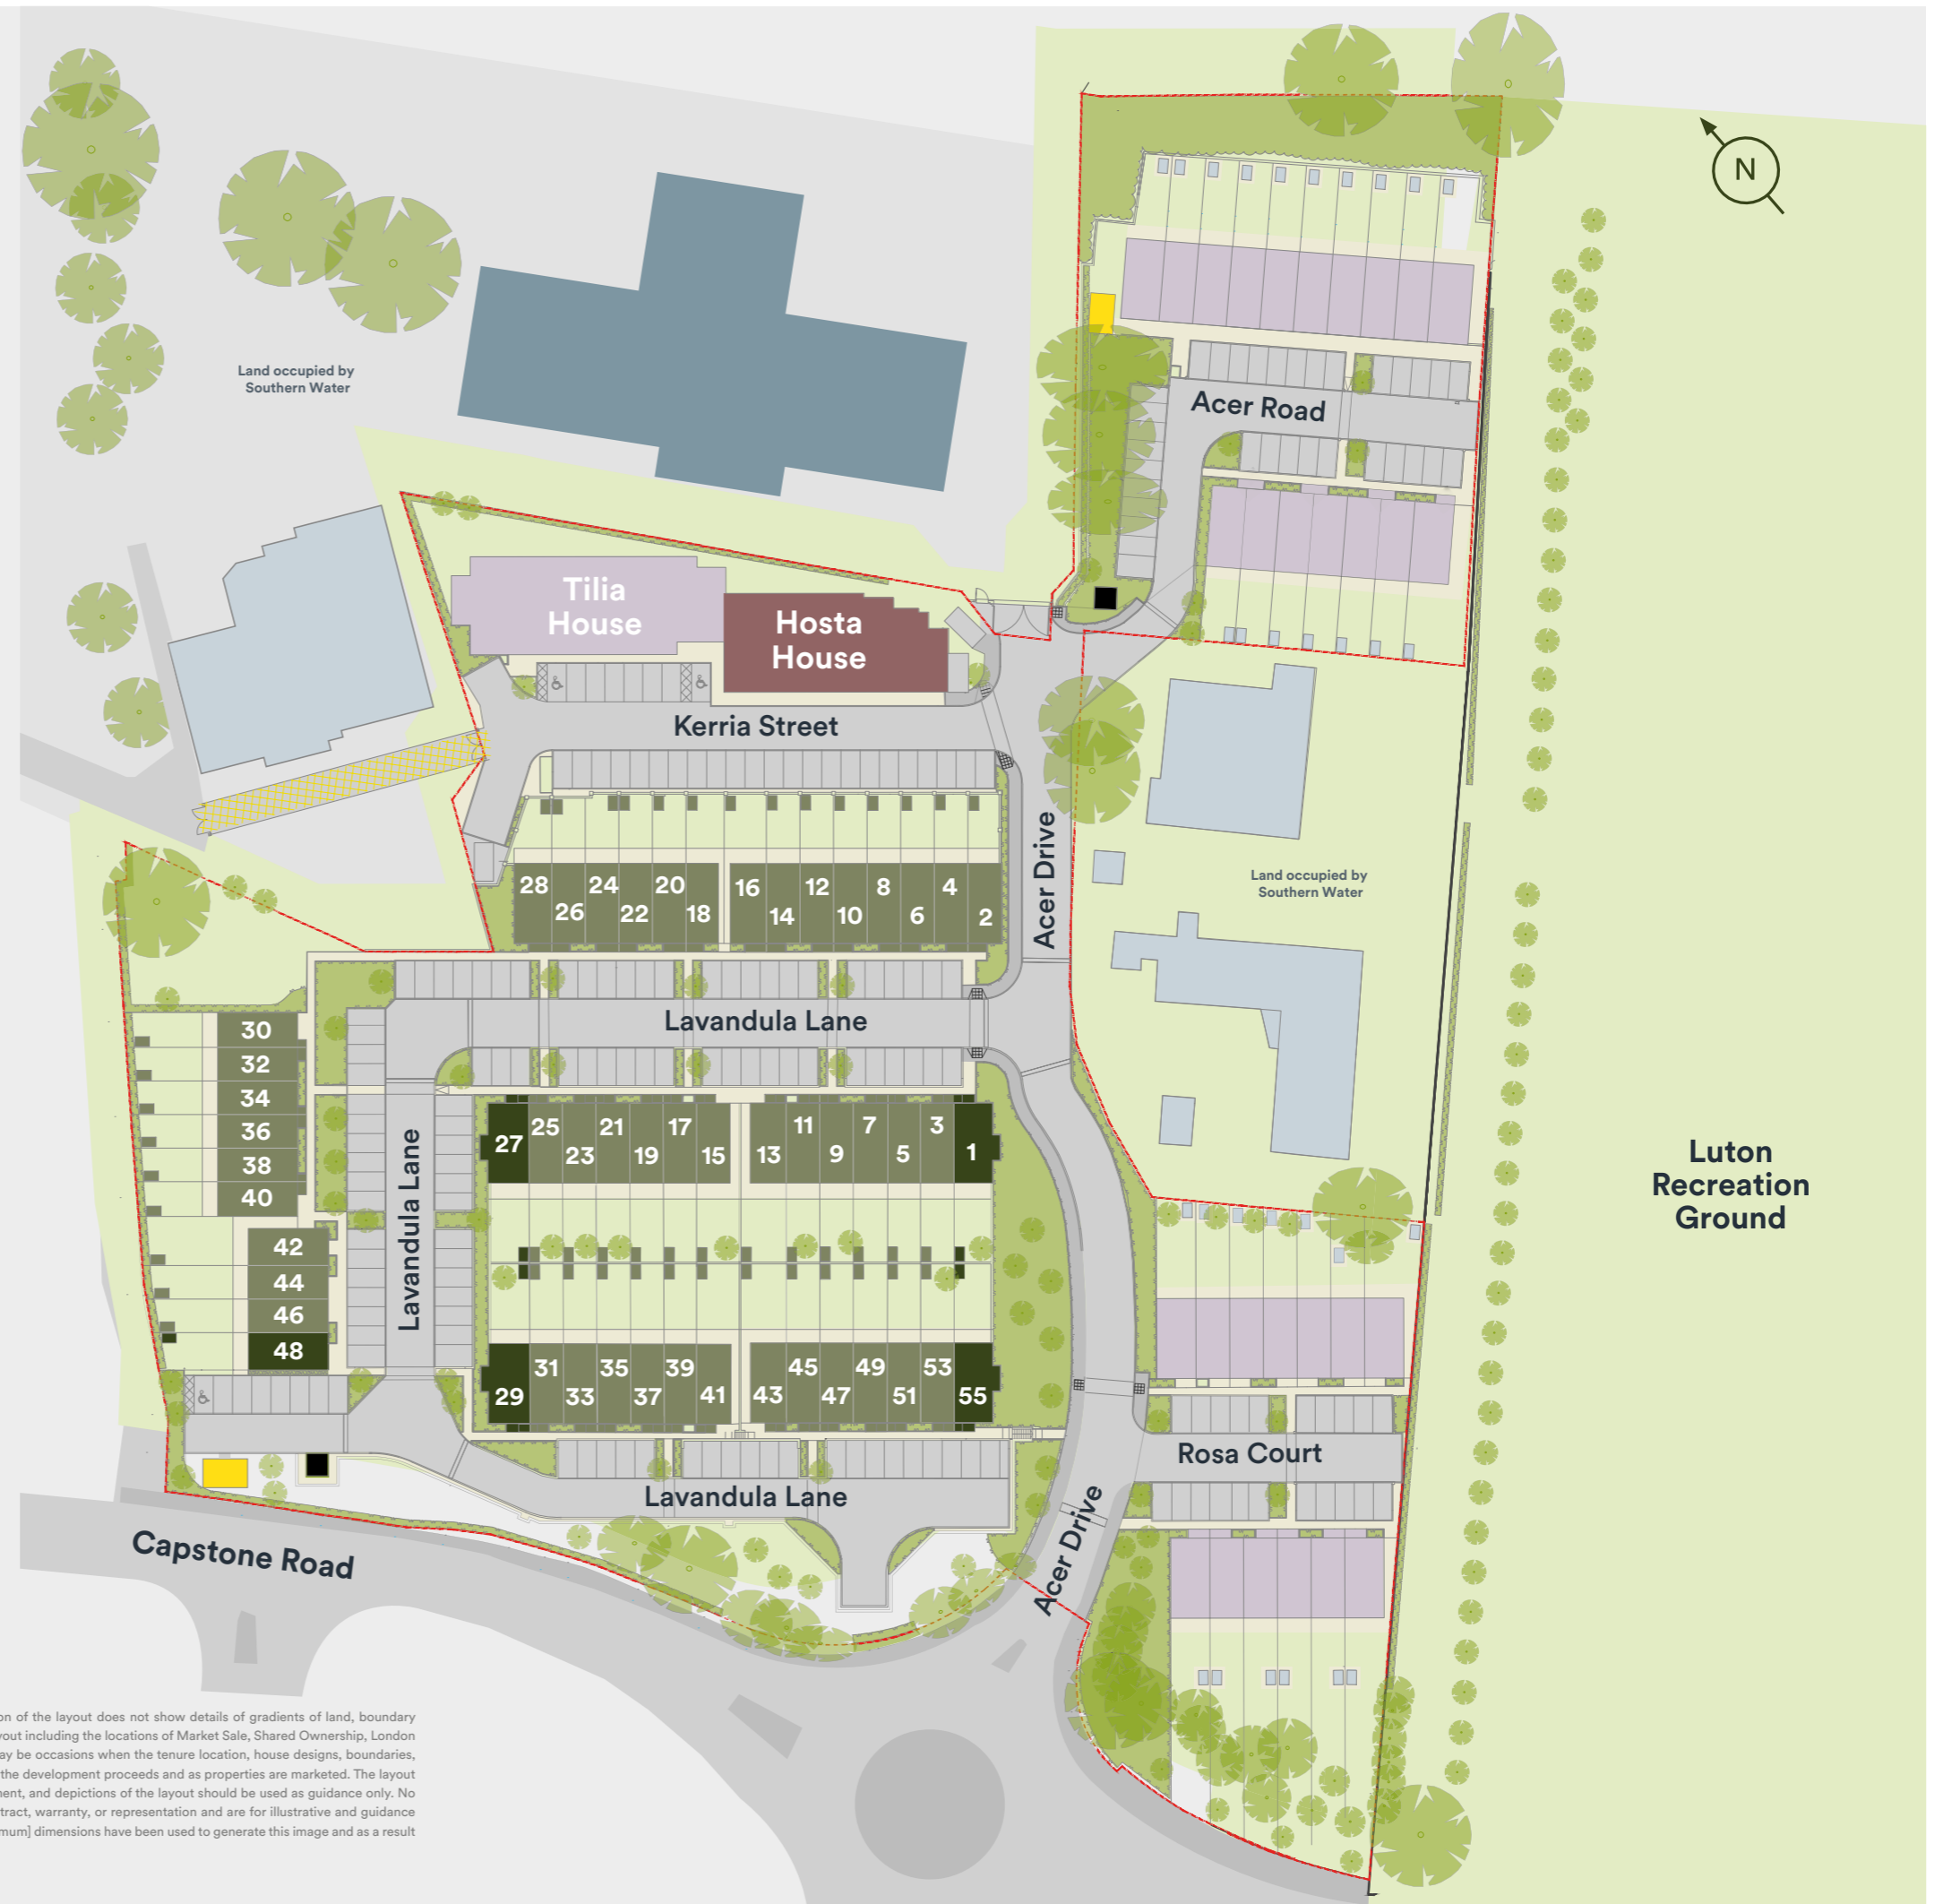 N
Land occupied by
Southern Water
Acer Road
Tilia
House
Hosta
House
Kerria Street
Acer Drive
Land occupied by
Southern Water
28 24 20 16 12 8 4
26 22 18 14 10 6 2
Lavandula Lane
30
32
34
36
38
40
42
44
46
48
Lavandula Lane
25 21 17 11 7 3
27 23 19 15 13 9 5 1
Luton
Recreation
Ground
31 35 39 45 49 53
29 33 37 41 43 47 51 55
Rosa Court
Lavandula Lane
Acer Drive
Capstone Road
of the layout does not show details of gradients of land, boundary
including the locations of Market Sale, Shared Ownership, London
be occasions when the tenure location, house designs, boundaries,
the development proceeds and as properties are marketed. The layout
and depictions of the layout should be used as guidance only. No
warranty, or representation and are for illustrative and guidance
dimensions have been used to generate this image and as a result